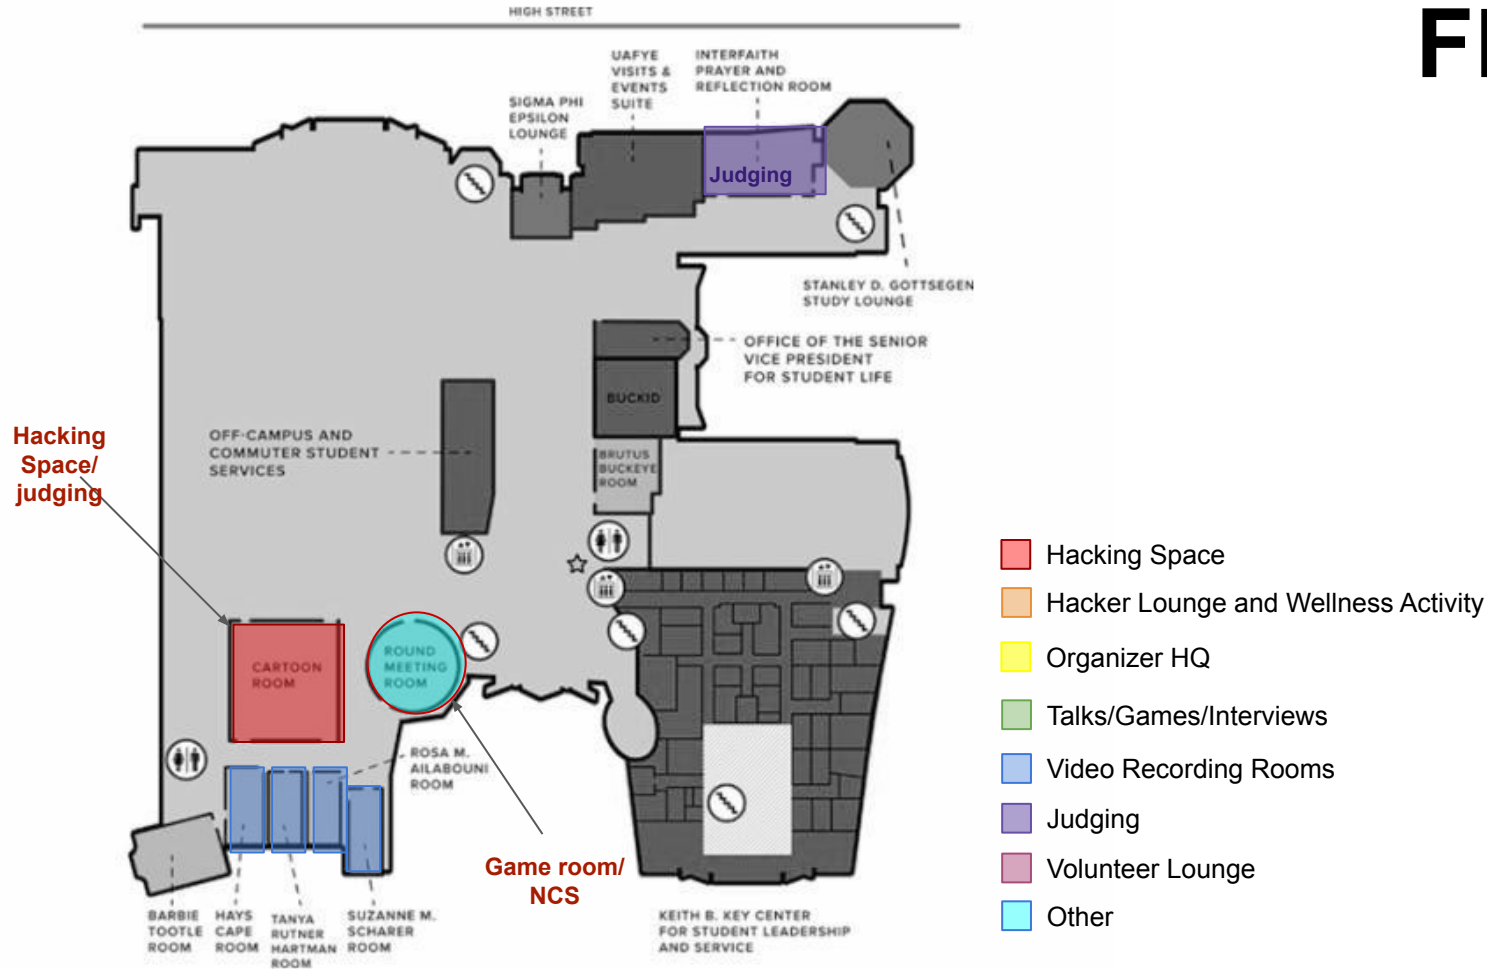 HIGH STREET
FI
UAFYE
VISITS &
EVENTS
SUITE
INTERFAITH
PRAYER AND
REFLECTION ROOM
SIGMA PHI
EPSILON
LOUNGE
Judging
STANLEY D. GOTTSEGEN
STUDY LOUNGE
OFFICE OF THE SENIOR
VICE PRESIDENT
FOR STUDENT LIFE
BUCKID
Hacking
Space/
judging
OFF-CAMPUS AND
COMMUTER STUDENT
SERVICES
BRUTUS
BUCKEYE
ROOM
CARTOON
ROOM
ROUND
MEETING
ROOM
ROSA M.
AILABOUNI
ROOM
Game room/
NCS
BARBIE
TOOTLE
ROOM
HAYS
CAPE
ROOM
TANYA
RUTNER
HARTMAN
ROOM
SUZANNE M.
SCHARER
ROOM
KEITH B. KEY CENTER
FOR STUDENT LEADERSHIP
AND SERVICE
Hacking Space
Hacker Lounge and Wellness Activity
Organizer HQ
Talks/Games/Interviews
Video Recording Rooms
Judging
Volunteer Lounge
Other